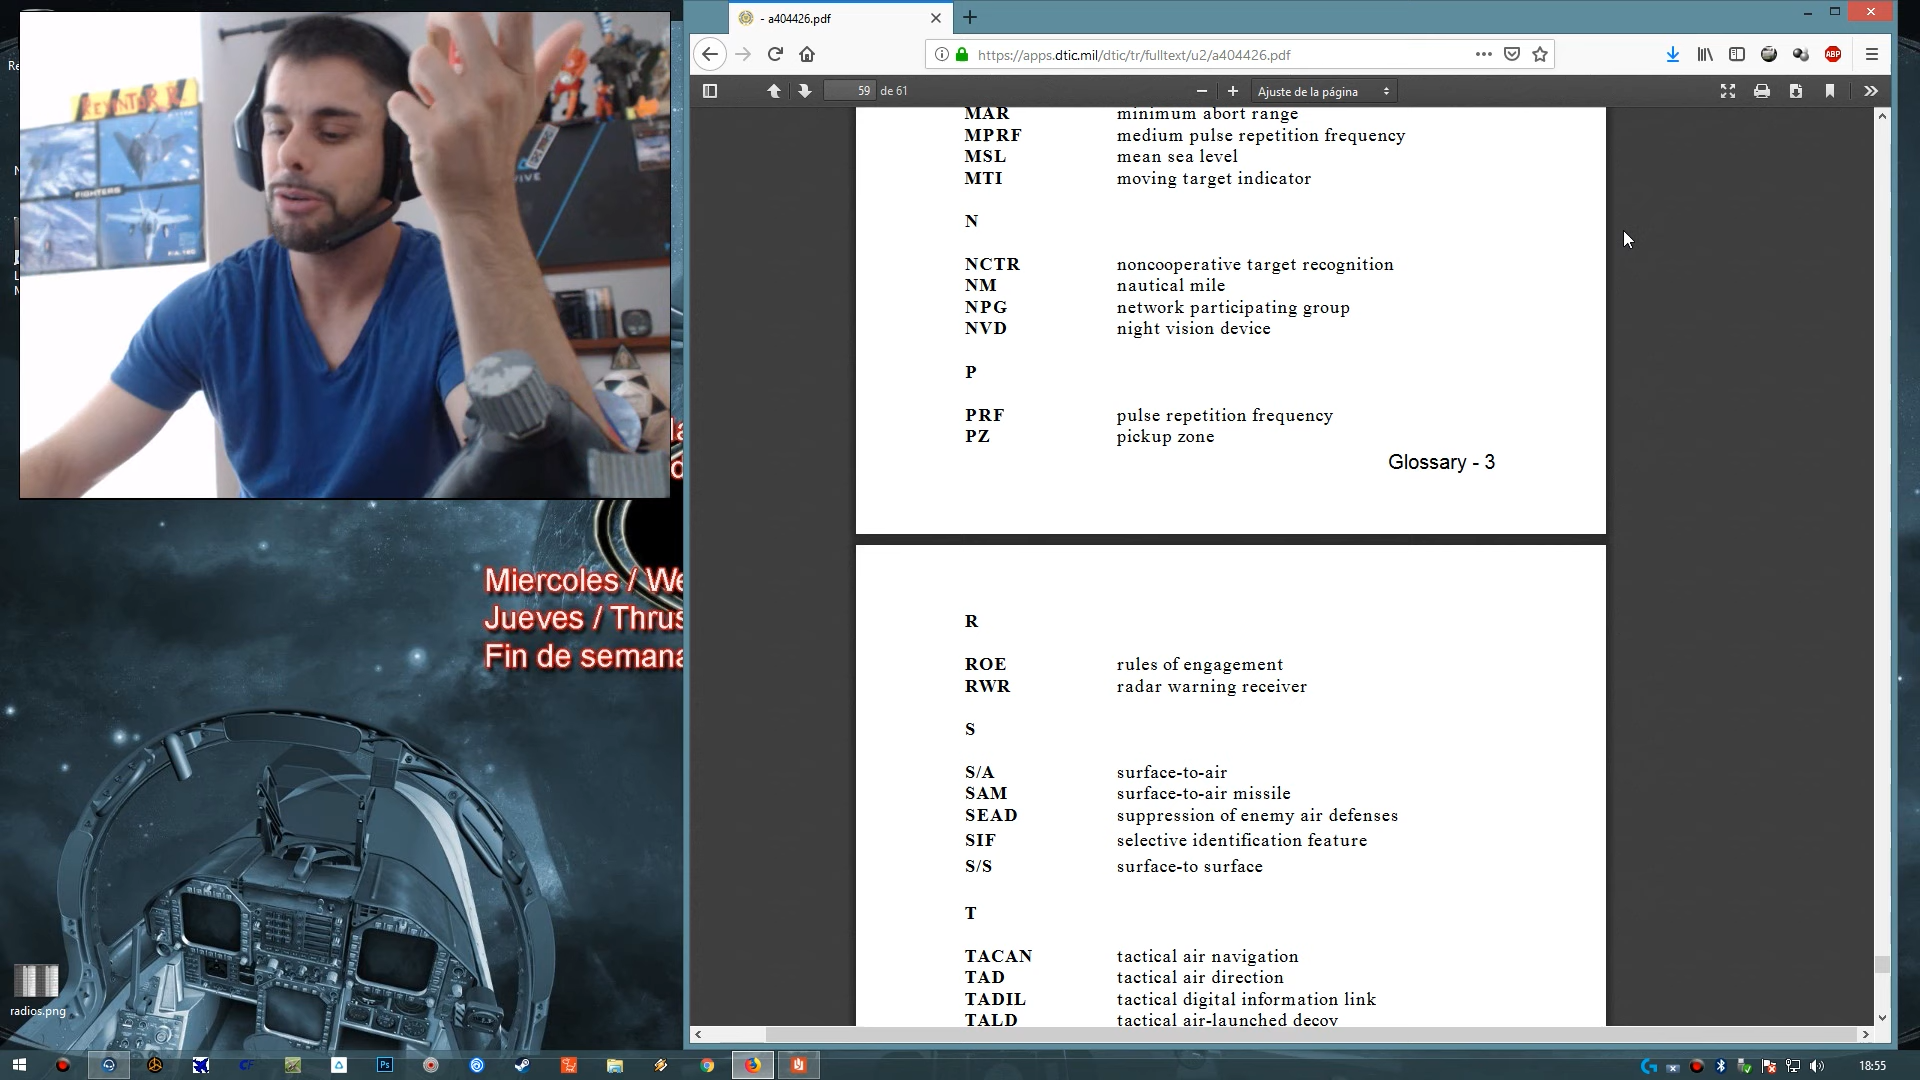 - a404426.pdf
https://apps.dtic.mil/dtic/tr/fulltext/u2/a404426.pdf
ABP
59 de 61
Ajuste de la página
MAR minimum abort range
MPRF medium pulse repetition frequency
MSL mean sea level
MTI moving target indicator
N
NCTR noncooperative target recognition
NM nautical mile
NPG network participating group
NVD night vision device
P
PRF pulse repetition frequency
PZ pickup zone
Glossary - 3
R
ROE rules of engagement
RWR radar warning receiver
S
S/A surface-to-air
SAM surface-to-air missile
SEAD suppression of enemy air defenses
SIF selective identification feature
S/S surface-to surface
T
TACAN tactical air navigation
TAD tactical air direction
TADIL tactical digital information link
TALD tactical air-launched decoy
FIGHTERS
VIVE
Miercoles / We
Jueves / Thrus
Fin de semana
radios.png
Ps
18:55